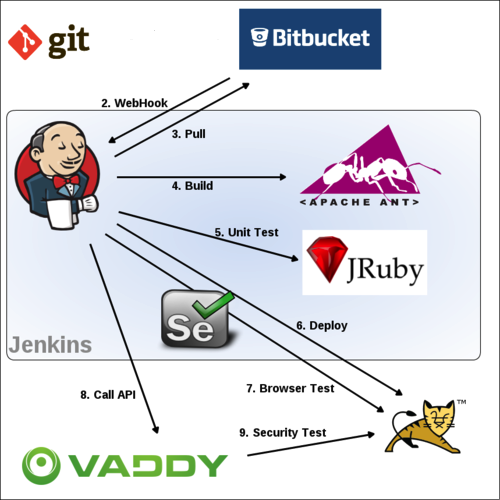 git
Bitbucket
2. WebHook
3. Pull
4. Build
<APACHE ANT>
5. Unit Test
JRuby
Se
6. Deploy
Jenkins
7. Browser Test
8. Call API
TM
9. Security Test
VADDY